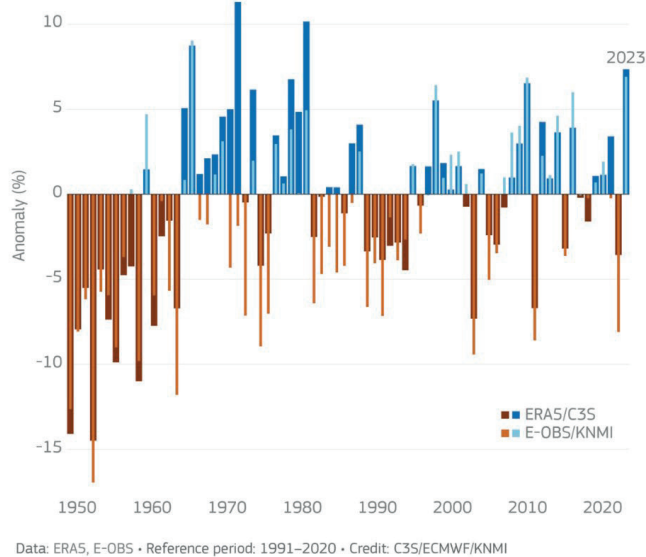 10
2023
5
0
Anomaly (%)
-5
-10
ERA5/C3S
E-OBS/KNMI
-15
1950 1960 1970 1980 1990 2000 2010 2020
Data: ERA5, E-OBS • Reference period: 1991–2020 • Credit: C3S/ECMWF/KNMI